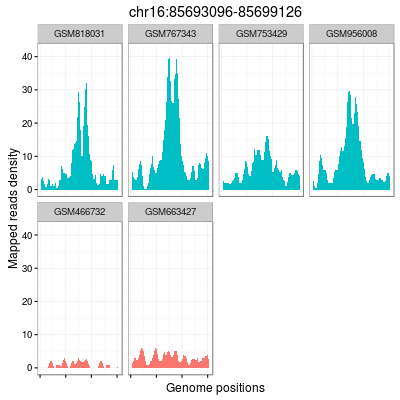 chr16:85693096-85699126
GSM818031 GSM767343 GSM753429 GSM956008
40
30
20
10
0
GSM466732 GSM663427
40
30
20
10
0
Mapped reads density
Genome positions